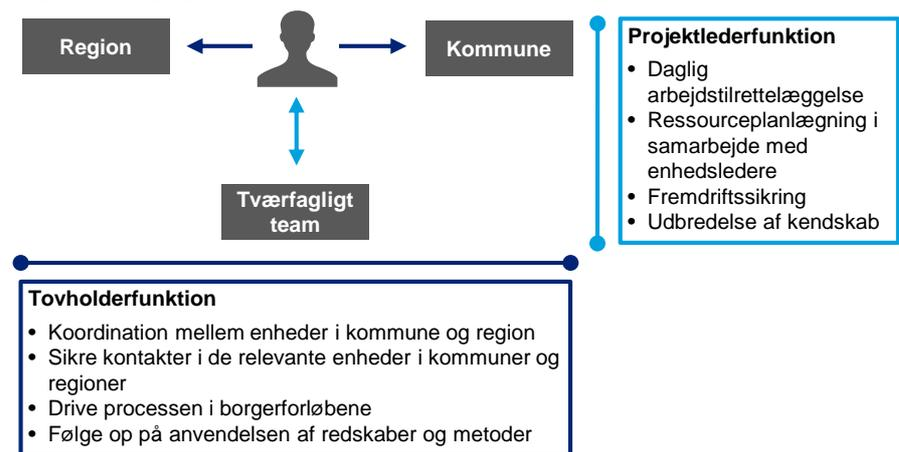 Region
Kommune
Tværfagligt
team
Projektlederfunktion
• Daglig
arbejdstilrettelæggelse
• Ressourceplanlægning i
samarbejde med
enhedsledere
• Fremdriftssikring
• Udbredelse af kendskab
Tovholderfunktion
• Koordination mellem enheder i kommune og region
• Sikre kontakter i de relevante enheder i kommuner og
regioner
• Drive processen i borgerforløbene
• Følge op på anvendelsen af redskaber og metoder